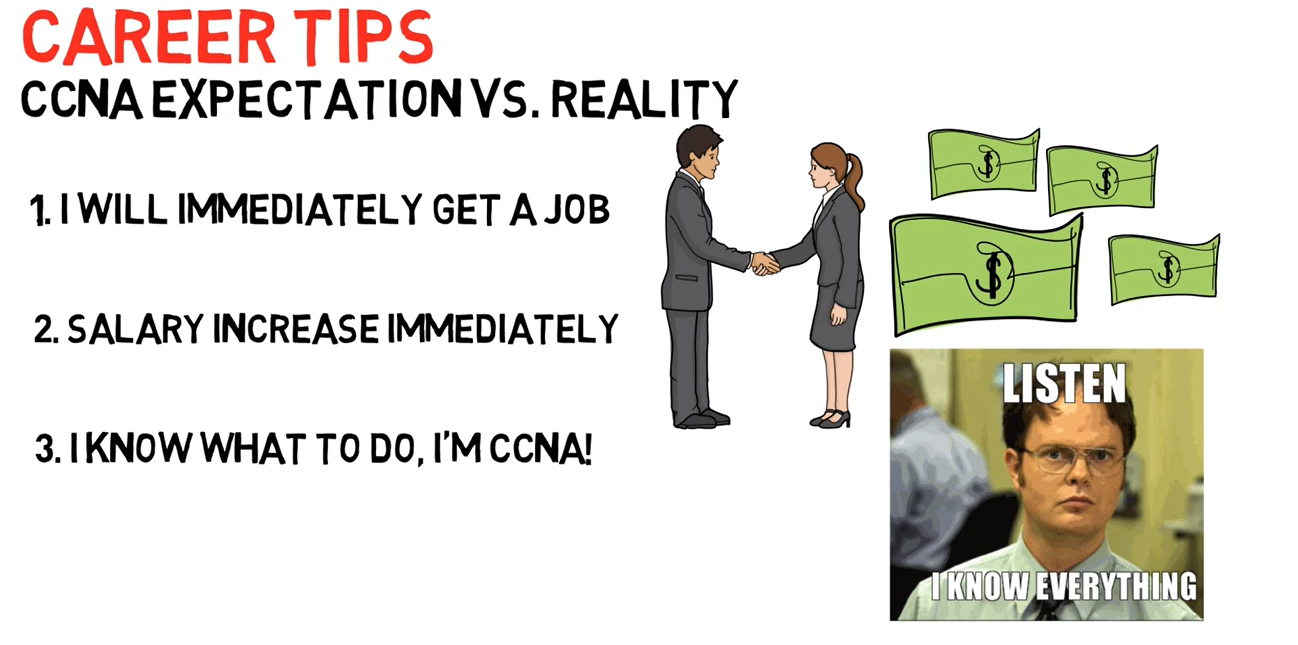 CAREER TIPS
CCNA EXPECTATION VS. REALITY
1. I WILL IMMEDIATELY GET A JOB
2. SALARY INCREASE IMMEDIATELY
3. I KNOW WHAT TO DO, I'M CCNA!
$
$
$
$
LISTEN
I KNOW EVERYTHING